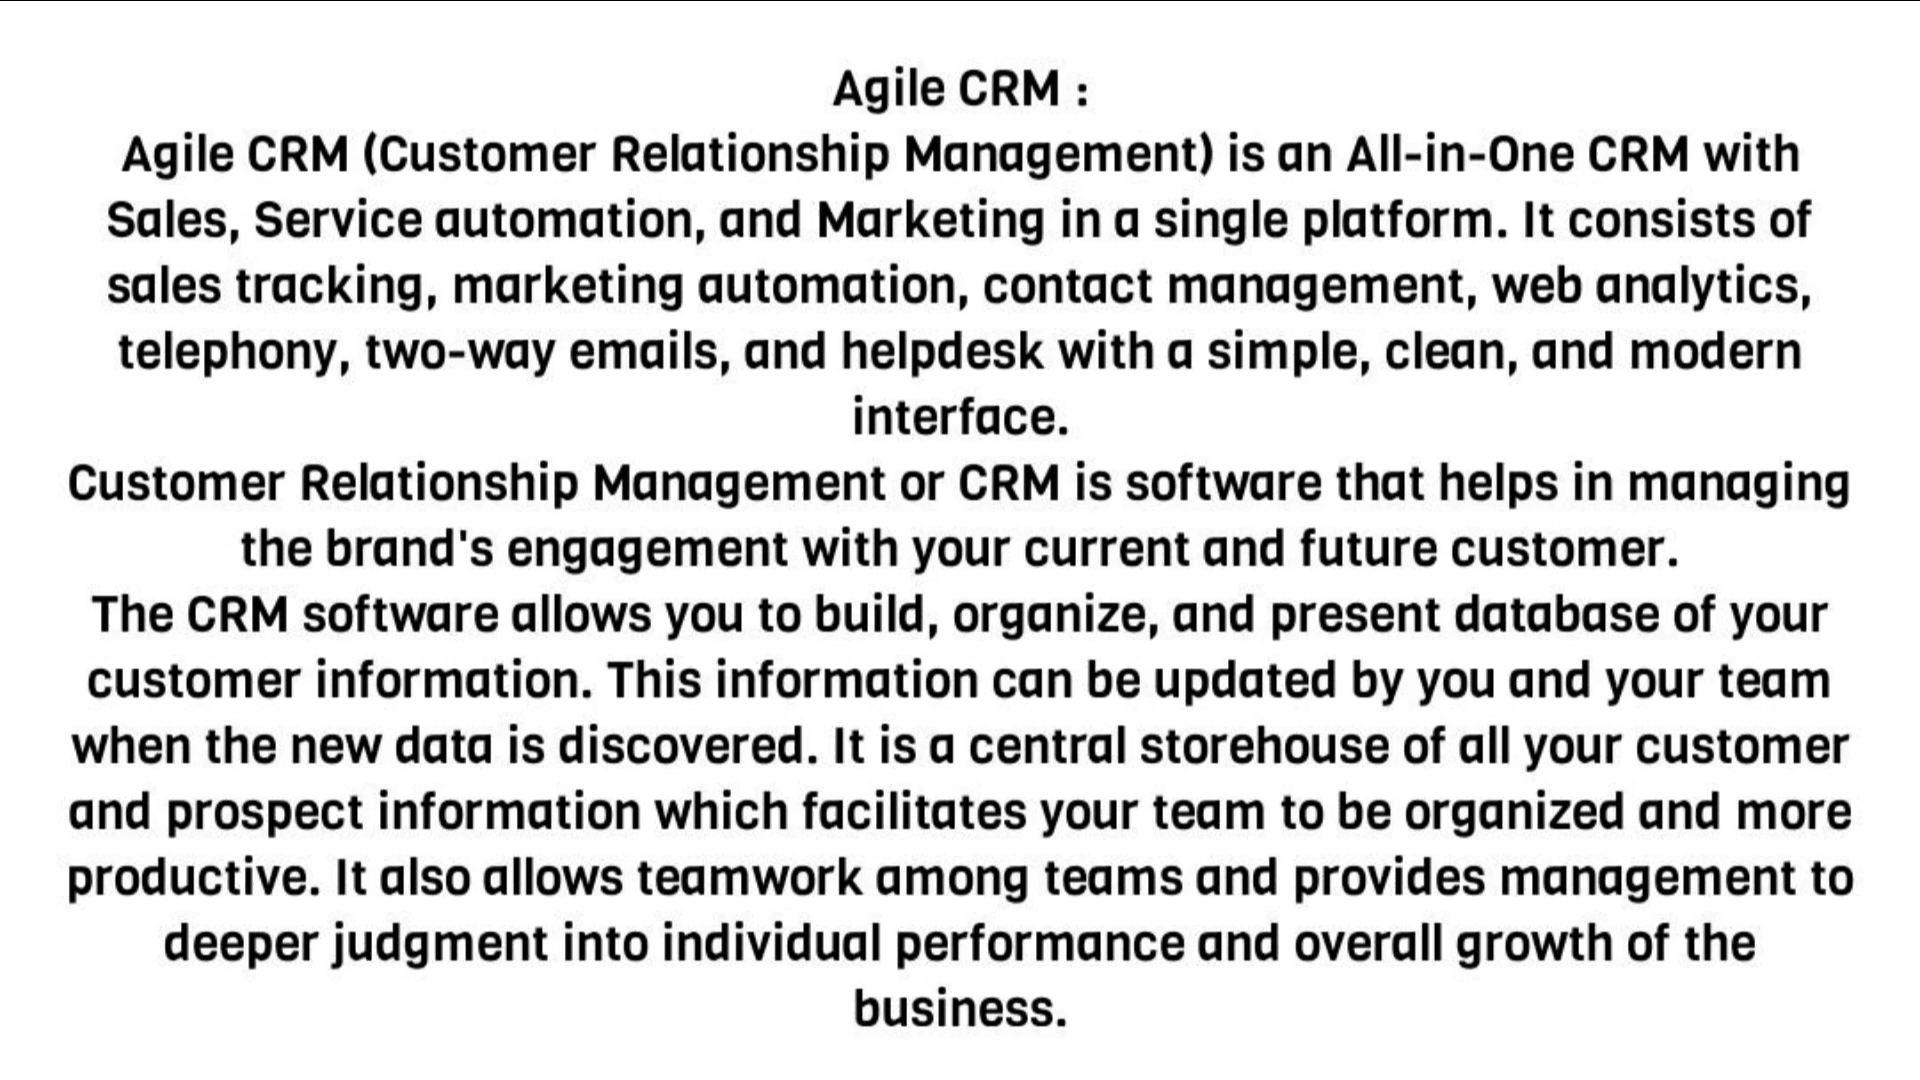 Agile CRM :
Agile CRM (Customer Relationship Management) is an All-in-One CRM with
Sales, Service automation, and Marketing in a single platform. It consists of
sales tracking, marketing automation, contact management, web analytics,
telephony, two-way emails, and helpdesk with a simple, clean, and modern
interface.
Customer Relationship Management or CRM is software that helps in managing
the brand's engagement with your current and future customer.
The CRM software allows you to build, organize, and present database of your
customer information. This information can be updated by you and your team
when the new data is discovered. It is a central storehouse of all your customer
and prospect information which facilitates your team to be organized and more
productive. It also allows teamwork among teams and provides management to
deeper judgment into individual performance and overall growth of the
business.